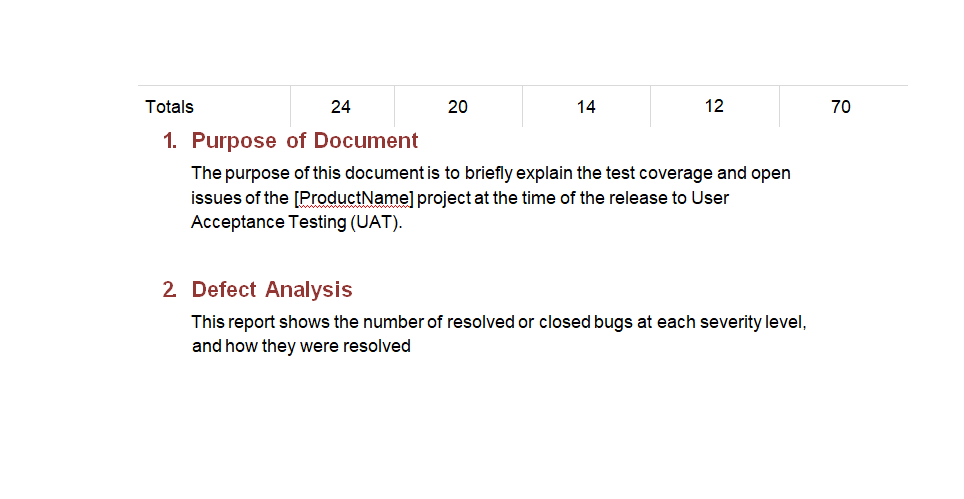 Totals 24 20 14 12 70
1. Purpose of Document
The purpose of this document is to briefly explain the test coverage and open
issues of the [ProductName] project at the time of the release to User
Acceptance Testing (UAT).
2. Defect Analysis
This report shows the number of resolved or closed bugs at each severity level,
and how they were resolved